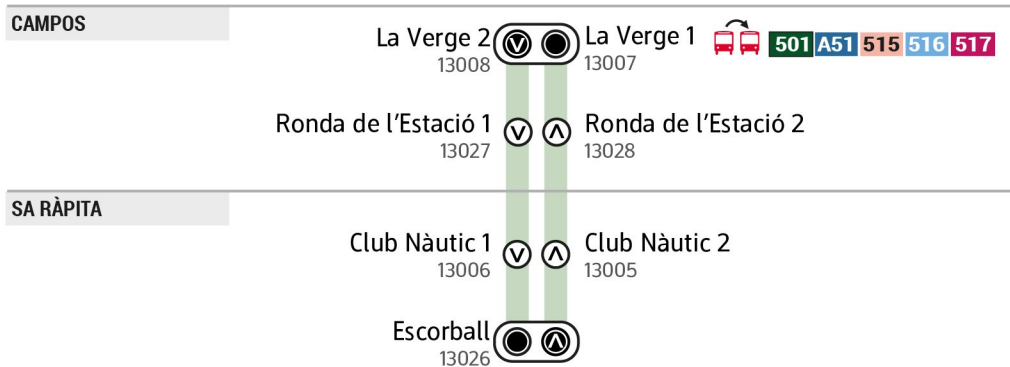 CAMPOS
La Verge 2
13008
La Verge 1
13007
501 A51 515 516 517
Ronda de l'Estació 1
13027
Ronda de l'Estació 2
13028
SA RÀPITA
Club Nàutic 1
13006
Club Nàutic 2
13005
Escorball
13026